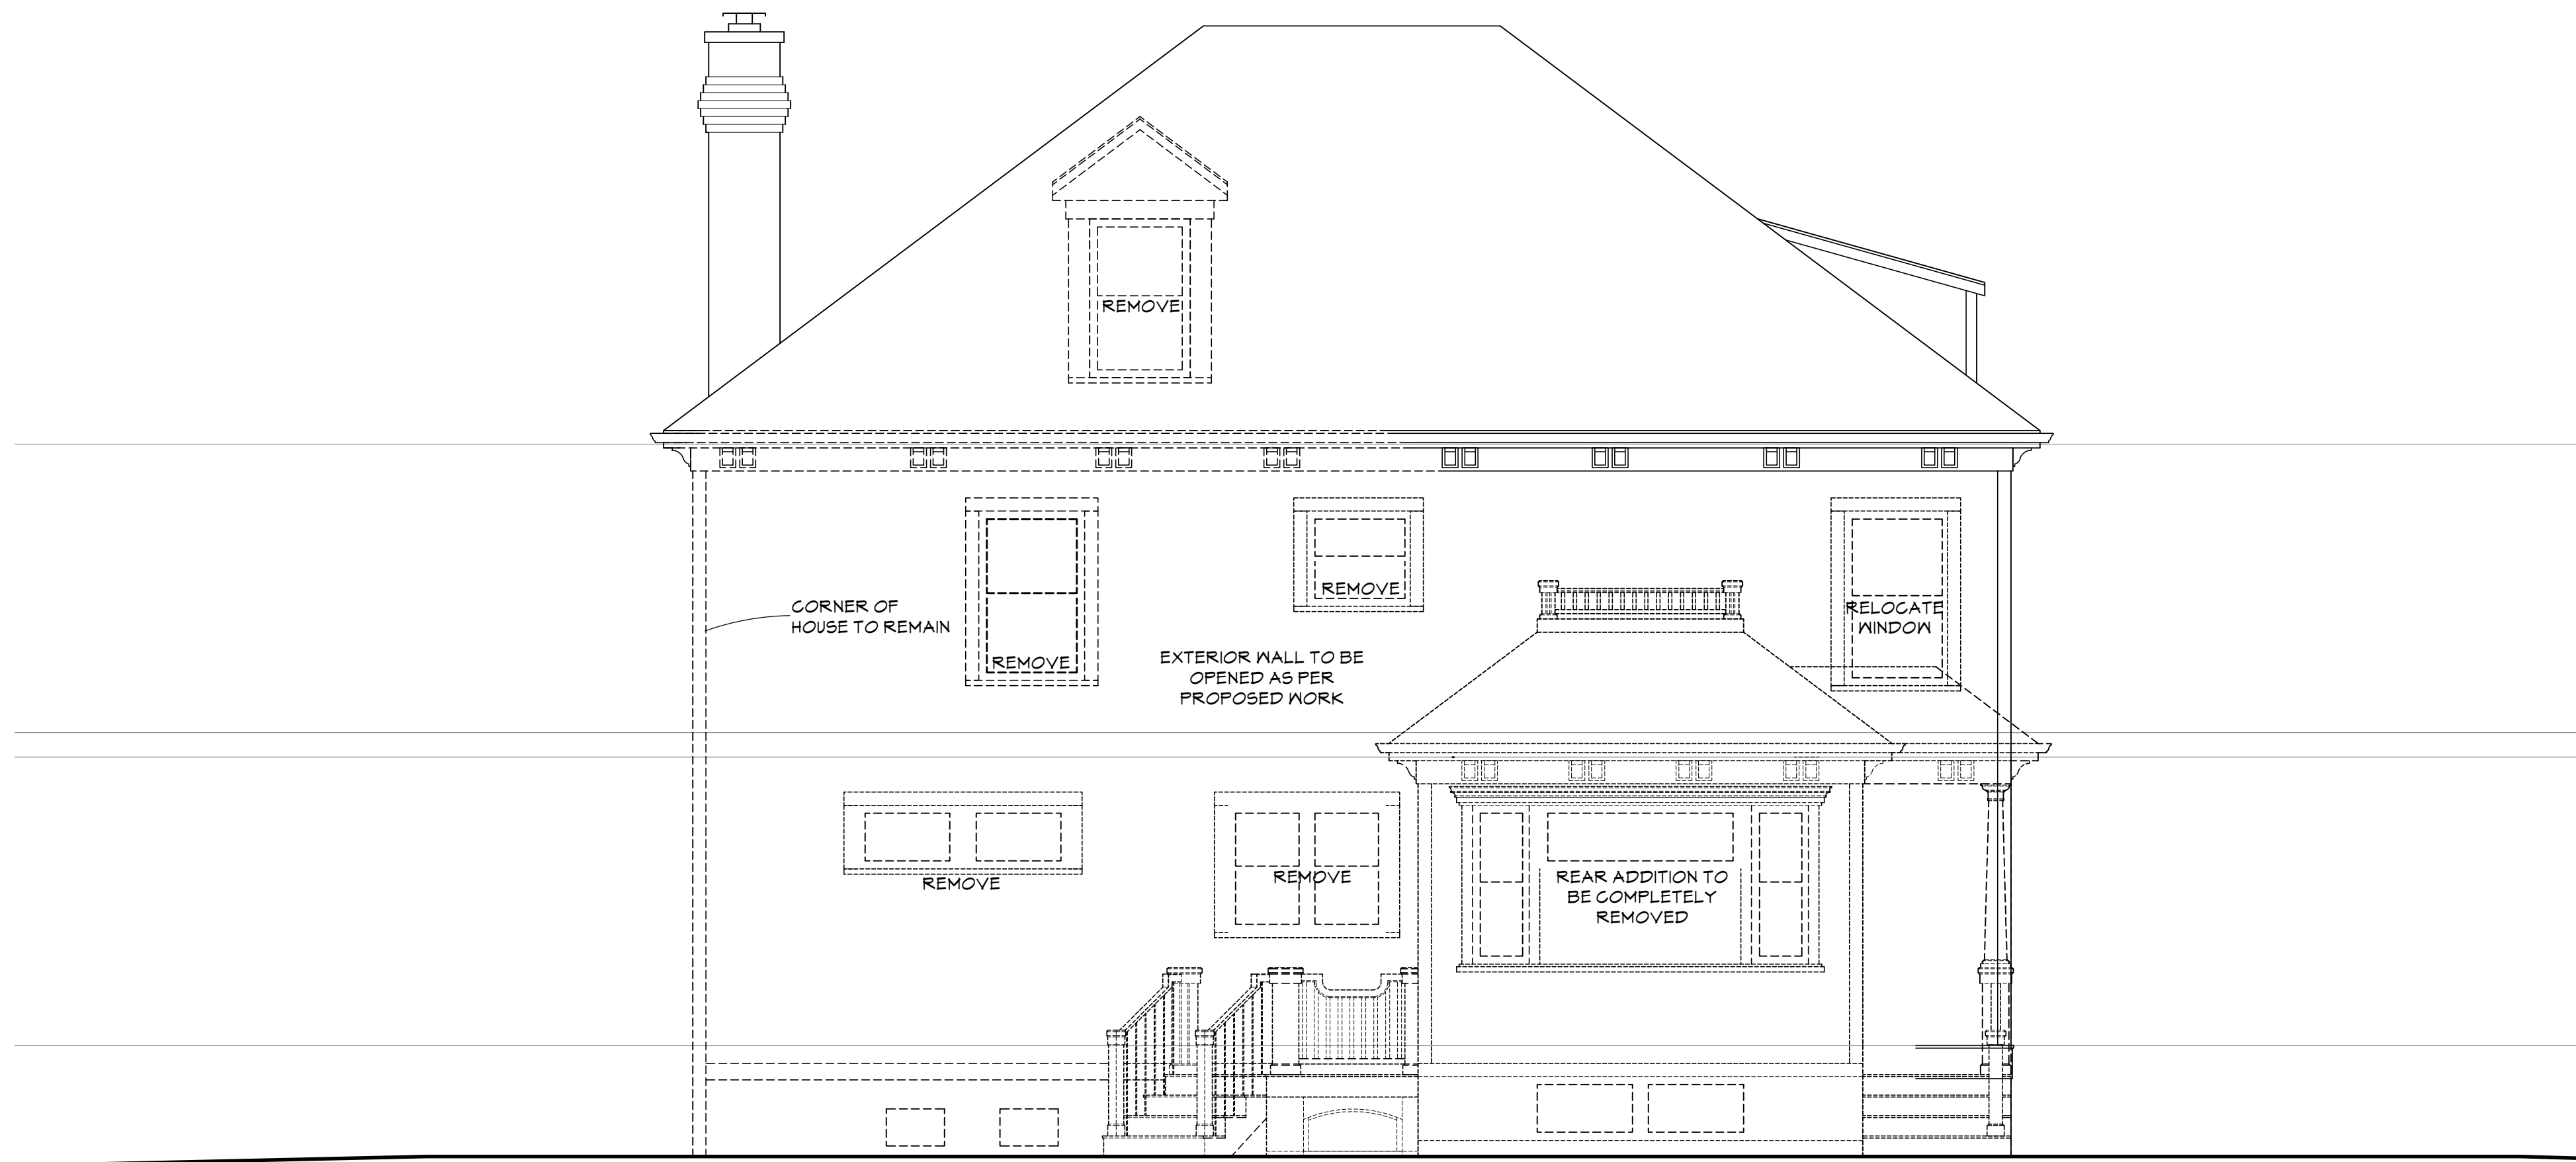 REMOVE
CORNER OF
HOUSE TO REMAIN
REMOVE
REMOVE
RELOCATE
WINDOW
EXTERIOR WALL TO BE
OPENED AS PER
PROPOSED WORK
REMOVE
REMOVE
REAR ADDITION TO
BE COMPLETELY
REMOVED